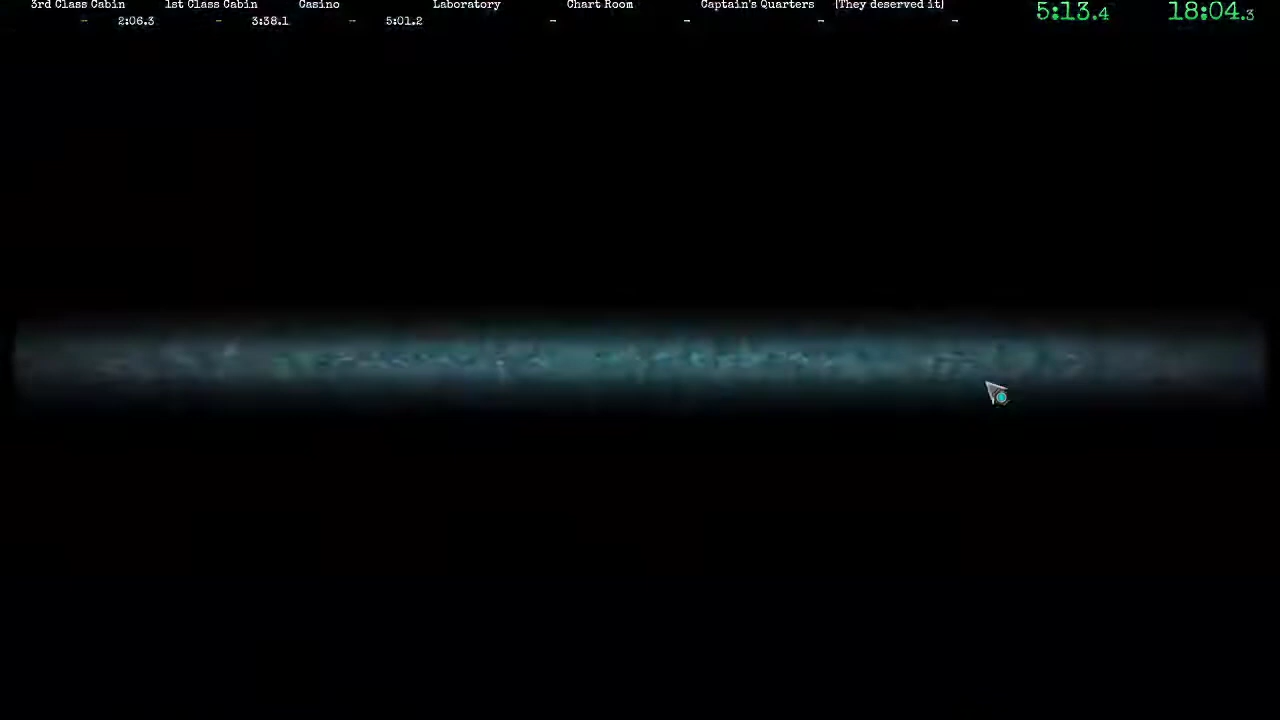 3rd Class Cabin 1st Class Cabin Casino Laboratory Chart Room Captain's Quarters [They deserved it]
— 2:06.3 — 3:38.1 — 5:01.2 — — — —
5:13.4 18:04.3